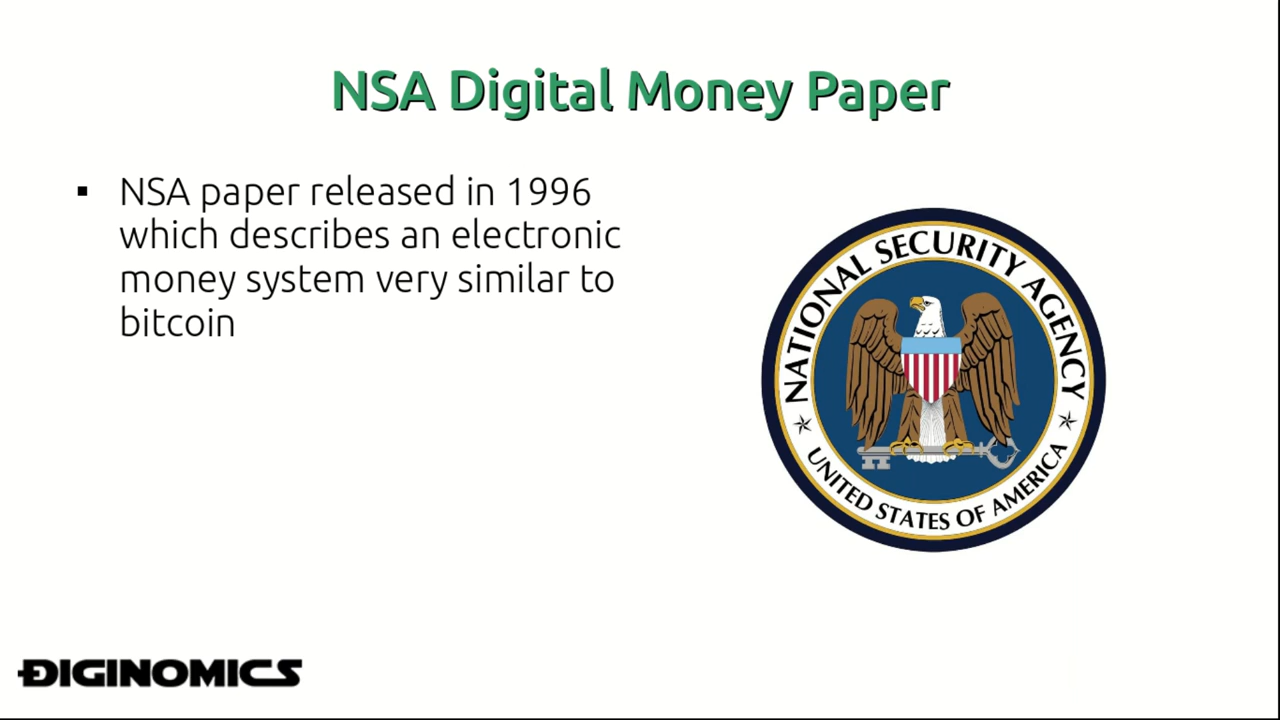 NSA Digital Money Paper
▪ NSA paper released in 1996
which describes an electronic
money system very similar to
bitcoin
NATIONAL SECURITY AGENCY
UNITED STATES OF AMERICA
ĐIGINOMICS